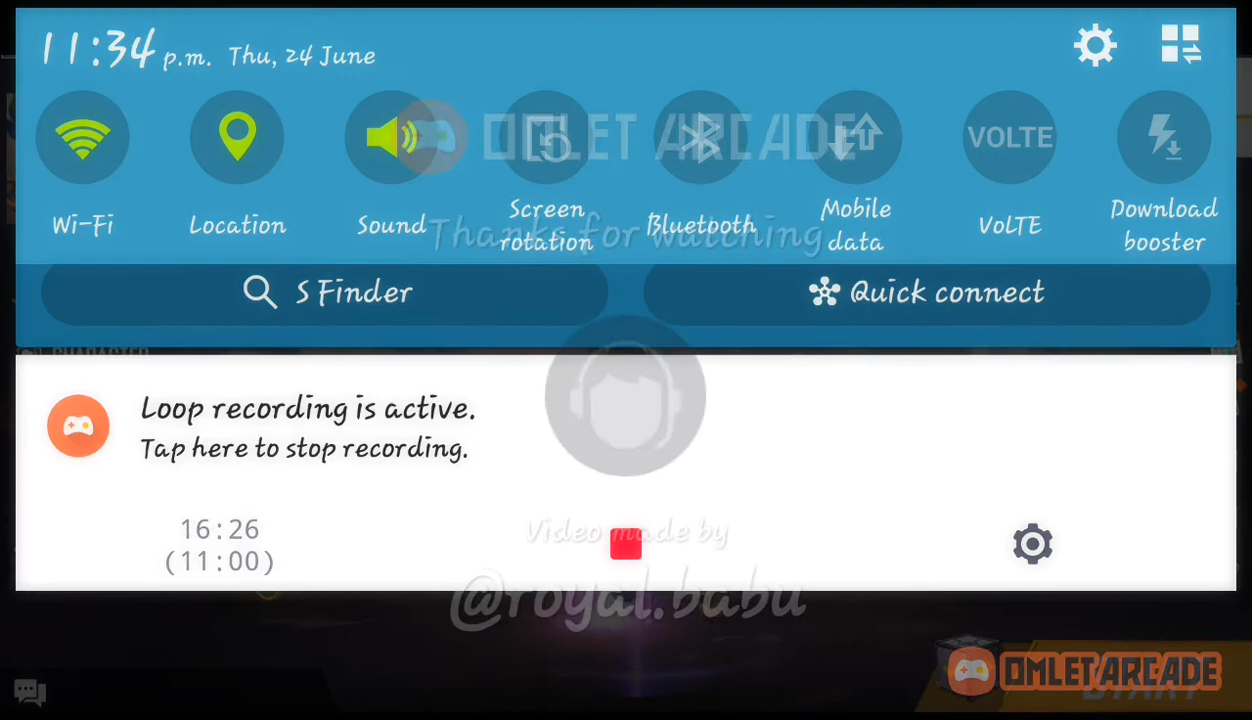 11:34 p.m. Thu, 24 June
OMLET ARCADE
VOLTE
Wi-Fi
Location
Sound
Screen rotation
Bluetooth
Mobile data
VoLTE
Download booster
Thanks for watching
S Finder
Quick connect
CHARACTER
Loop recording is active.
Tap here to stop recording.
16:26
(11:00)
Video made by
@royal.babu
OMLET ARCADE
START